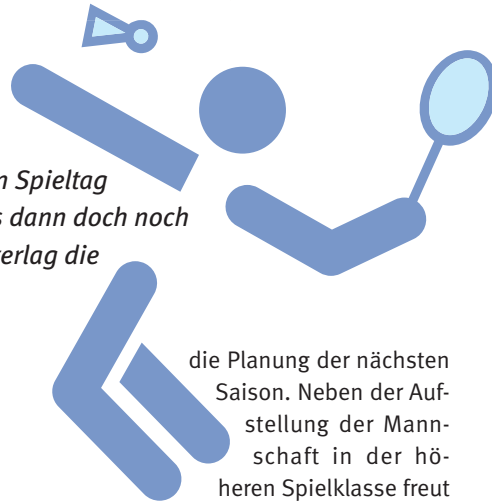 Spieltag
dann doch noch
die
die Planung der nächsten
Saison. Neben der Auf-
stellung der Mann-
schaft in der hö-
heren Spielklasse freut